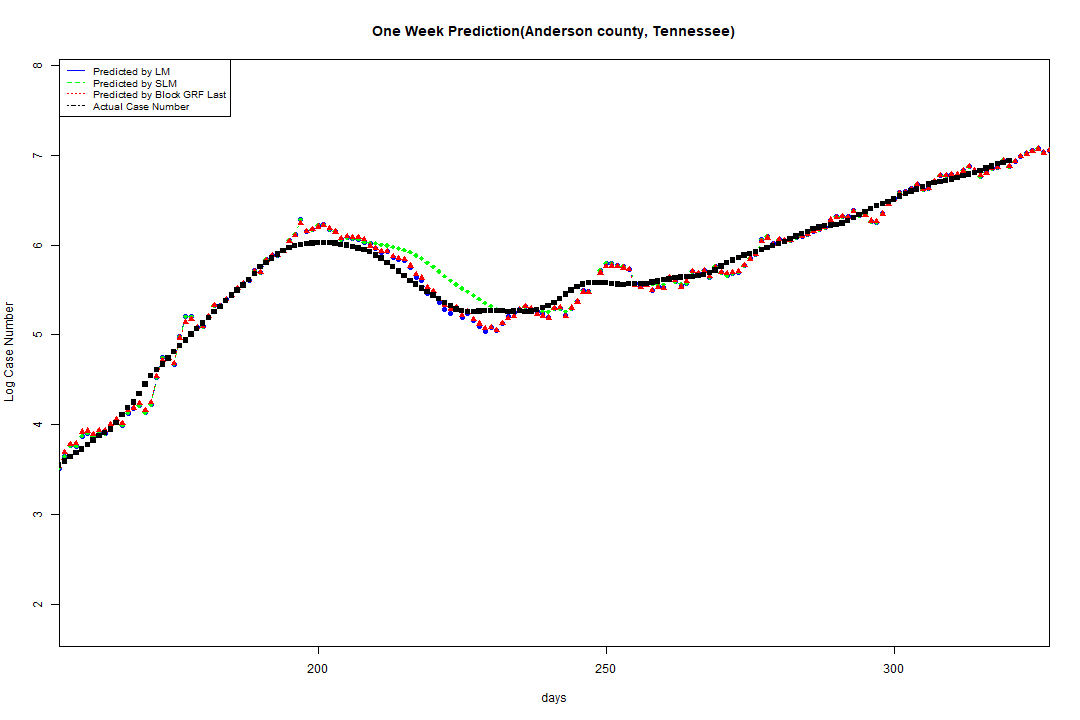 One Week Prediction(Anderson county, Tennessee)
Predicted by LM
Predicted by SLM
Predicted by Block GRF Last
Actual Case Number
8
7
6
5
4
3
2
Log Case Number
200
250
300
days